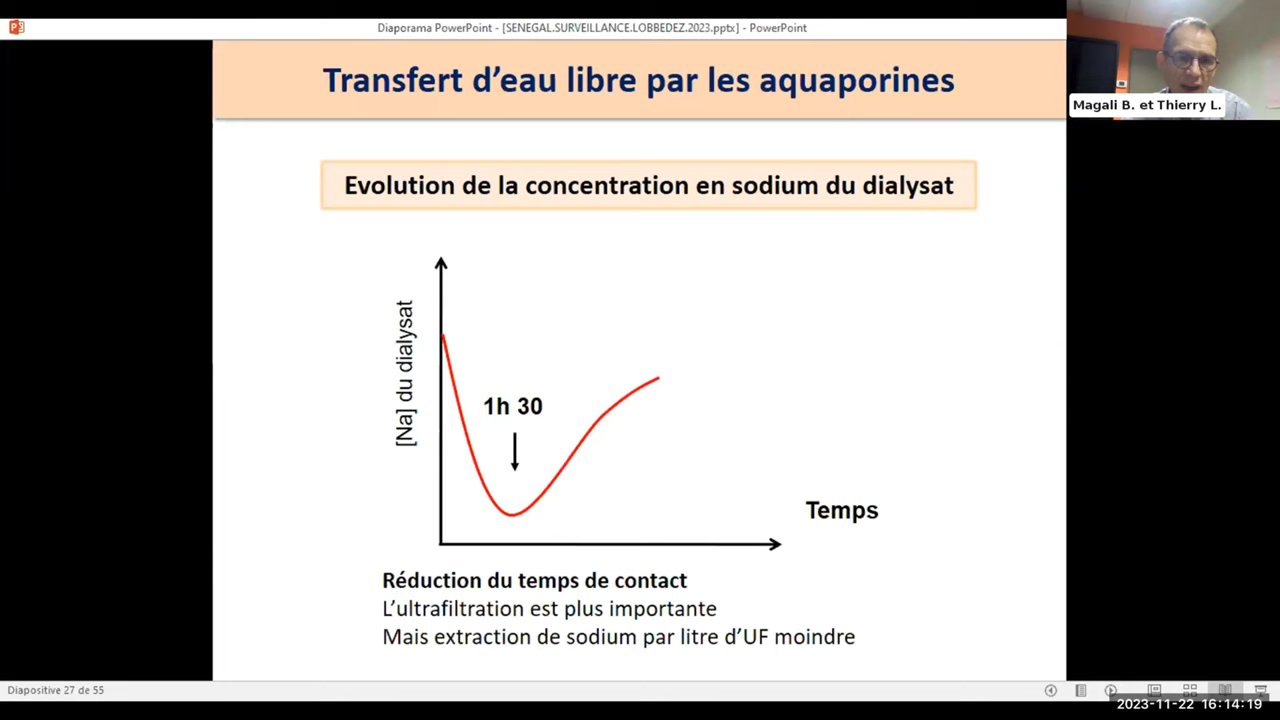 Diaporama PowerPoint - [SENEGAL.SURVEILLANCE.LOBBEDEZ.2023.pptx] - PowerPoint
Magali B. et Thierry L.
Transfert d’eau libre par les aquaporines
Evolution de la concentration en sodium du dialysat
[Na] du dialysat
1h 30
Temps
Réduction du temps de contact
L’ultrafiltration est plus importante
Mais extraction de sodium par litre d’UF moindre
Diapositive 27 de 55
2023-11-22 16:14:19